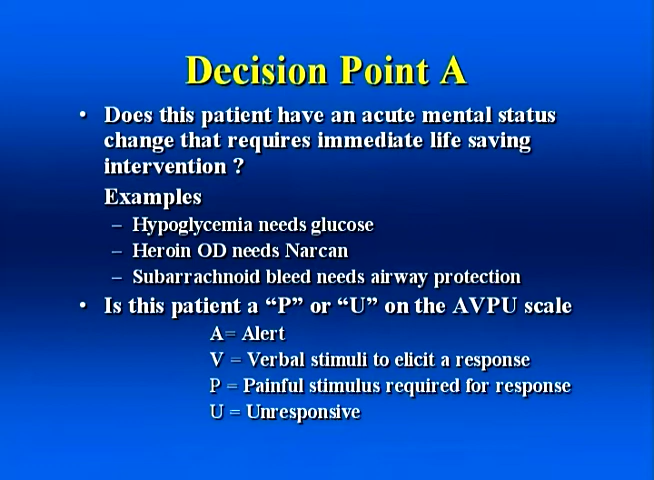 Decision Point A
• Does this patient have an acute mental status
change that requires immediate life saving
intervention ?
Examples
– Hypoglycemia needs glucose
– Heroin OD needs Narcan
– Subarrachnoid bleed needs airway protection
• Is this patient a “P” or “U” on the AVPU scale
A= Alert
V = Verbal stimuli to elicit a response
P = Painful stimulus required for response
U = Unresponsive